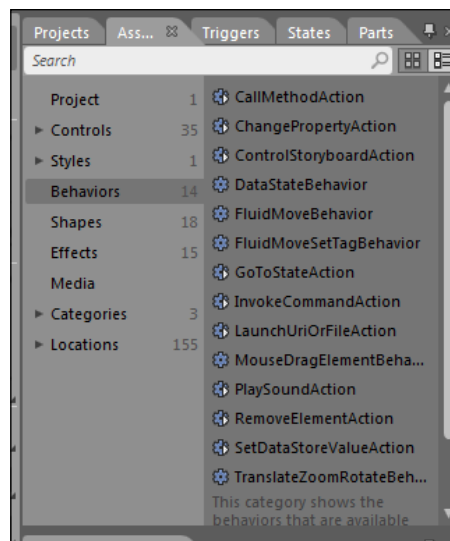 Projects Ass... Triggers States Parts
Search
Project 1
Controls 35
Styles 1
Behaviors 14
Shapes 18
Effects 15
Media
Categories 3
Locations 155
CallMethodAction
ChangePropertyAction
ControlStoryboardAction
DataStateBehavior
FluidMoveBehavior
FluidMoveSetTagBehavior
GoToStateAction
InvokeCommandAction
LaunchUriOrFileAction
MouseDragElementBeha...
PlaySoundAction
RemoveElementAction
SetDataStoreValueAction
TranslateZoomRotateBeh...
This category shows the
behaviors that are available